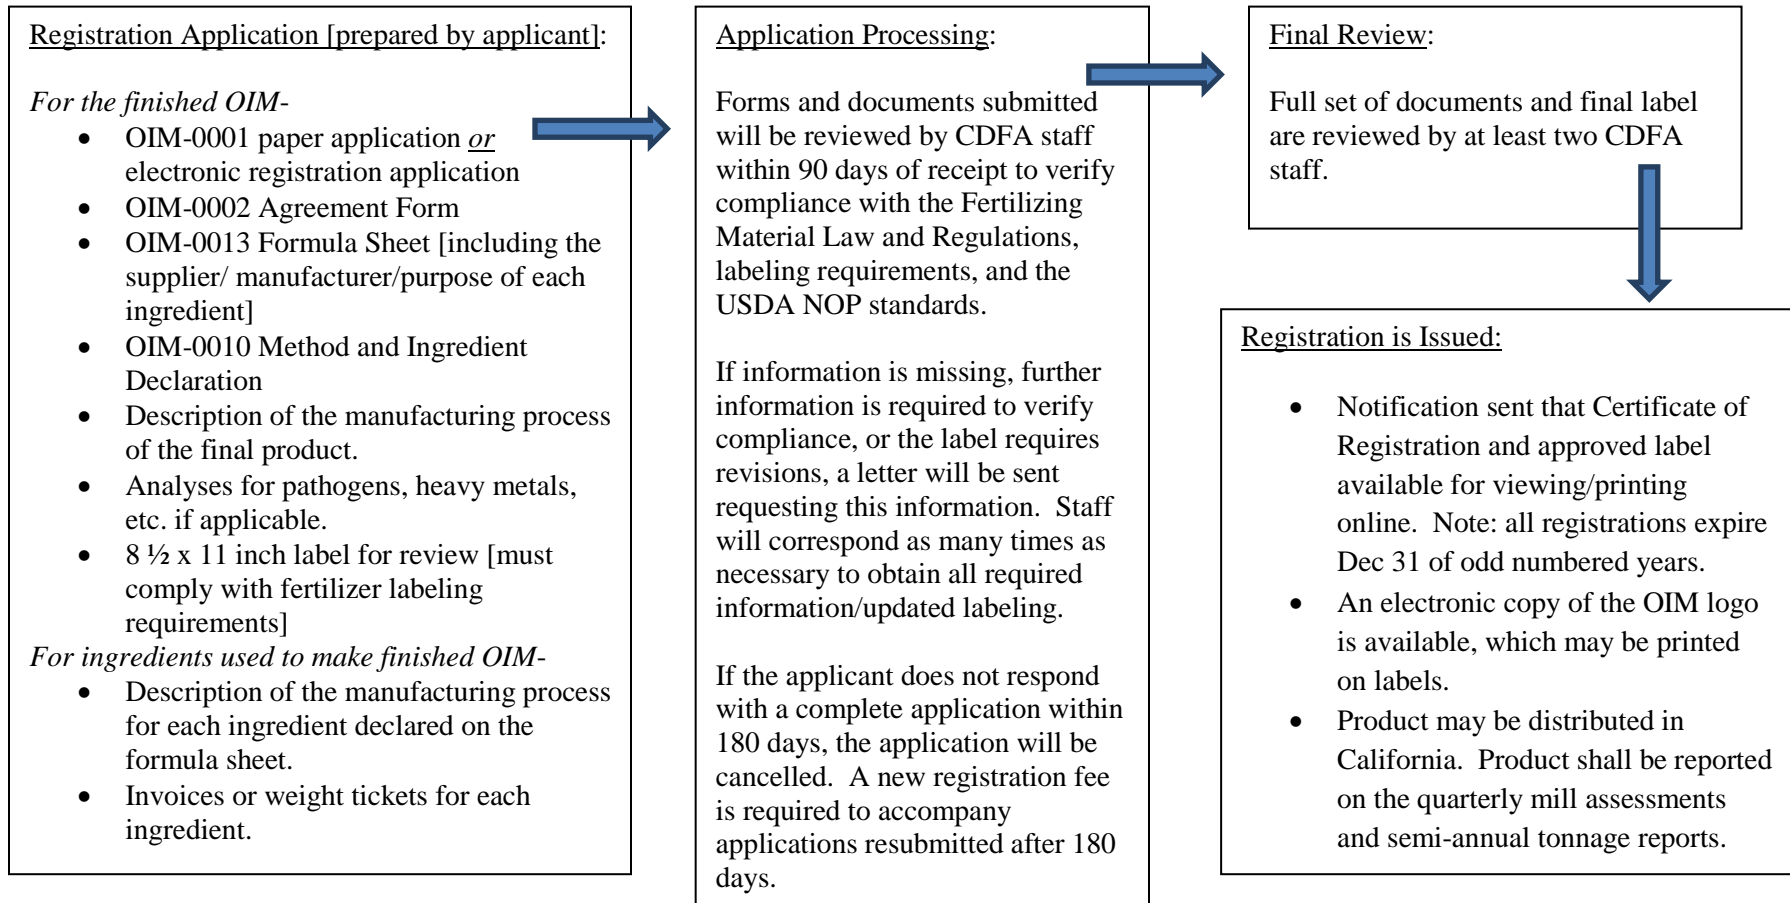 Registration Application [prepared by applicant]:
For the finished OIM-
• OIM-0001 paper application or
electronic registration application
• OIM-0002 Agreement Form
• OIM-0013 Formula Sheet [including the
supplier/ manufacturer/purpose of each
ingredient]
• OIM-0010 Method and Ingredient
Declaration
• Description of the manufacturing process
of the final product.
• Analyses for pathogens, heavy metals,
etc. if applicable.
• 8 ½ x 11 inch label for review [must
comply with fertilizer labeling
requirements]
For ingredients used to make finished OIM-
• Description of the manufacturing process
for each ingredient declared on the
formula sheet.
• Invoices or weight tickets for each
ingredient.
Application Processing:
Forms and documents submitted
will be reviewed by CDFA staff
within 90 days of receipt to verify
compliance with the Fertilizing
Material Law and Regulations,
labeling requirements, and the
USDA NOP standards.
If information is missing, further
information is required to verify
compliance, or the label requires
revisions, a letter will be sent
requesting this information.  Staff
will correspond as many times as
necessary to obtain all required
information/updated labeling.
If the applicant does not respond
with a complete application within
180 days, the application will be
cancelled.  A new registration fee
is required to accompany
applications resubmitted after 180
days.
Final Review:
Full set of documents and final label
are reviewed by at least two CDFA
staff.
Registration is Issued:
• Notification sent that Certificate of
Registration and approved label
available for viewing/printing
online.  Note: all registrations expire
Dec 31 of odd numbered years.
• An electronic copy of the OIM logo
is available, which may be printed
on labels.
• Product may be distributed in
California.  Product shall be reported
on the quarterly mill assessments
and semi-annual tonnage reports.